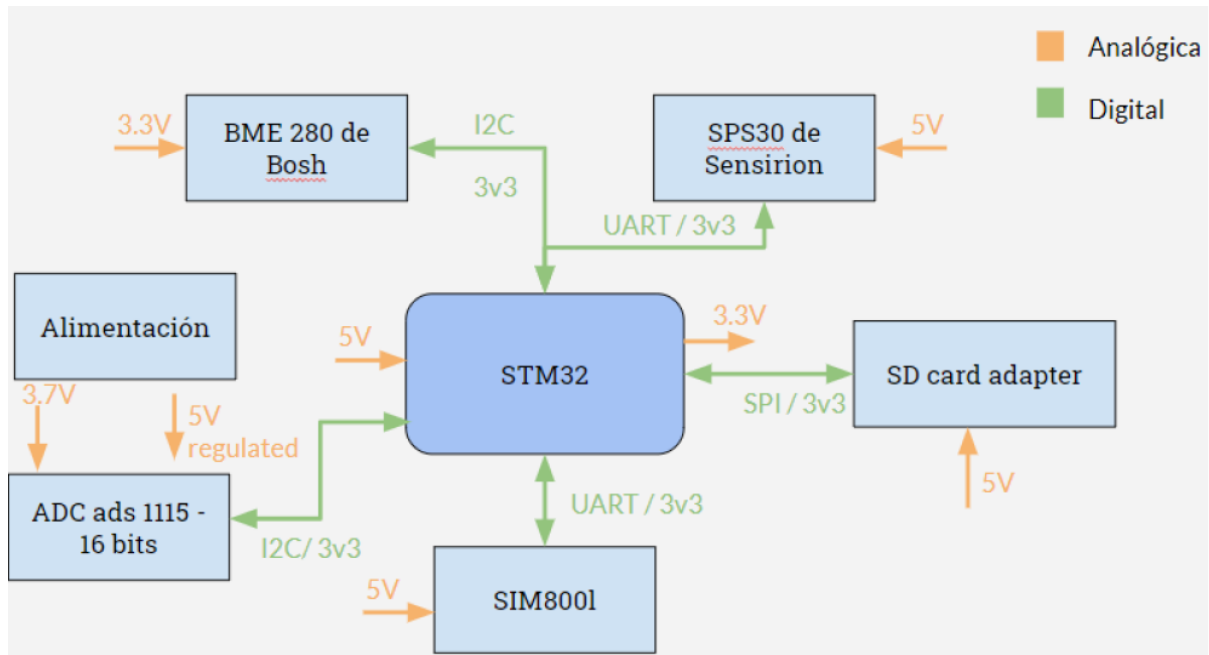 Analógica
Digital
3.3V
BME 280 de
Bosh
I2C
3v3
SPS30 de
Sensirion
5V
UART / 3v3
Alimentación
3.7V
5V
regulated
5V
STM32
3.3V
SPI / 3v3
SD card adapter
5V
ADC ads 1115 -
16 bits
I2C/ 3v3
UART / 3v3
5V
SIM800l